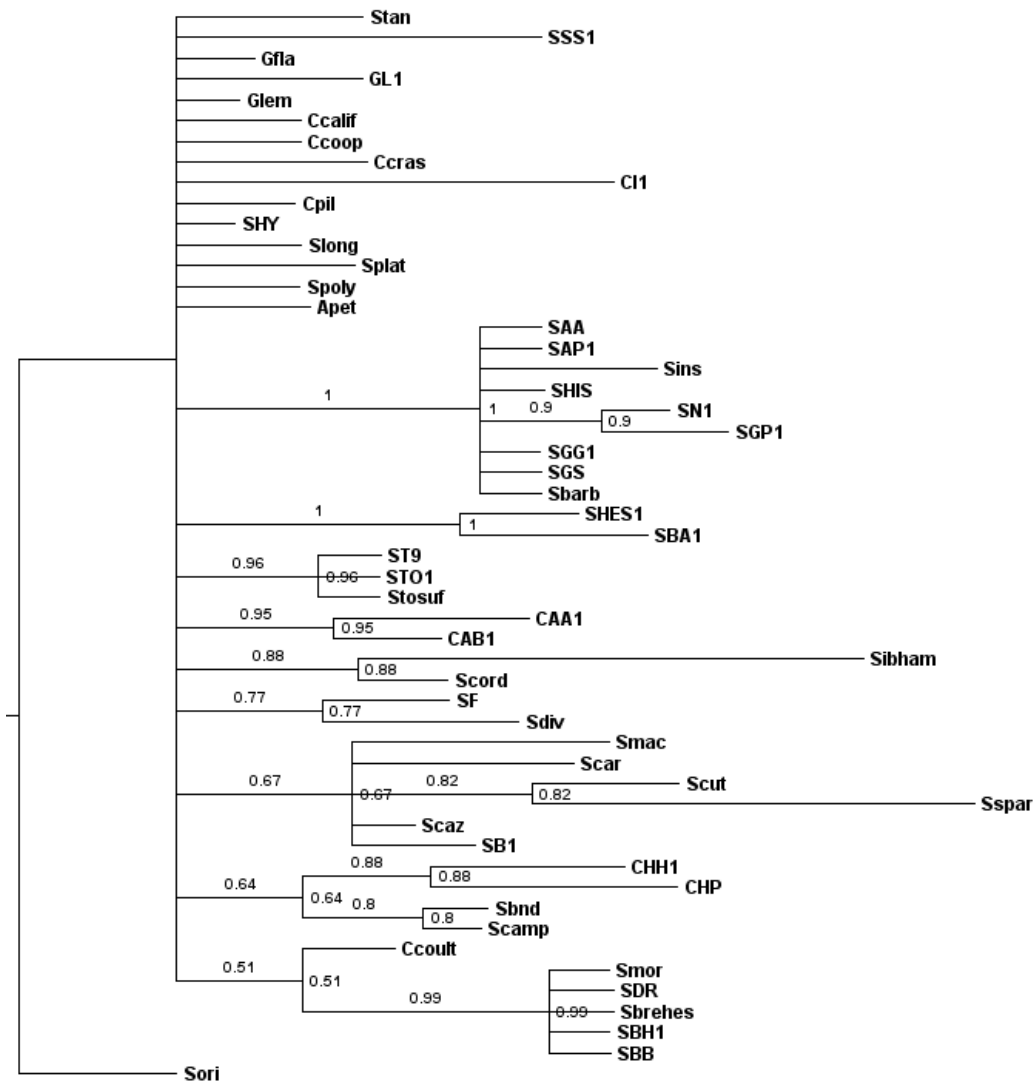 Stan
SSS1
Gfla
GL1
Glem
Ccalif
Ccoop
Ccras
Cl1
Cpil
SHY
Slong
Splat
Spoly
Apet
SAA
SAP1
Sins
SHIS
1
1
0.9
SN1
0.9
SGP1
SGG1
SGS
Sbarb
SHES1
1
1
SBA1
ST9
0.96
0.96
STO1
Stosuf
CAA1
0.95
0.95
CAB1
Sibham
0.88
0.88
Scord
SF
0.77
0.77
Sdiv
Smac
Scar
0.67
0.67
0.82
Scut
0.82
Sspar
Scaz
SB1
0.88
CHH1
0.88
CHP
0.64
0.64
0.8
Sbnd
0.8
Scamp
Ccoult
0.51
0.51
Smor
SDR
0.99
0.99
Sbrehes
SBH1
SBB
Sori